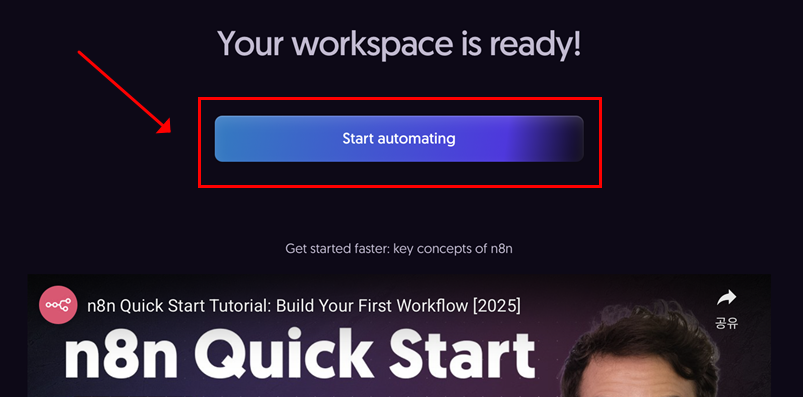 Your workspace is ready!
Start automating
Get started faster: key concepts of n8n
n8n Quick Start Tutorial: Build Your First Workflow [2025]
공유
n8n Quick Start